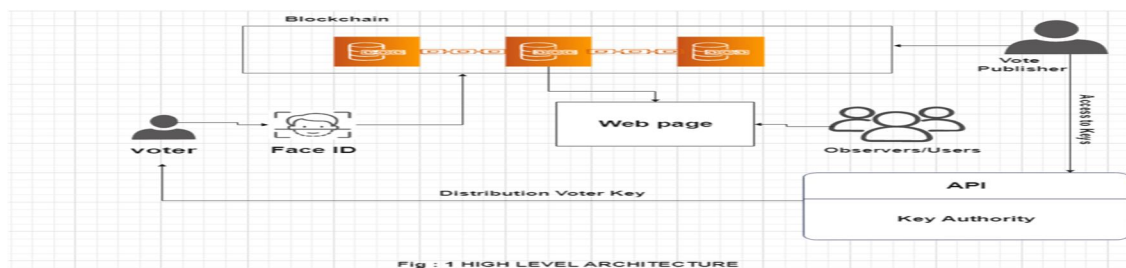 Blockchain
Vote
Publisher
Access to Keys
Web page
voter
Face ID
Observers/Users
Distribution Voter Key
API
Key Authority
Fig : 1 HIGH LEVEL ARCHITECTURE